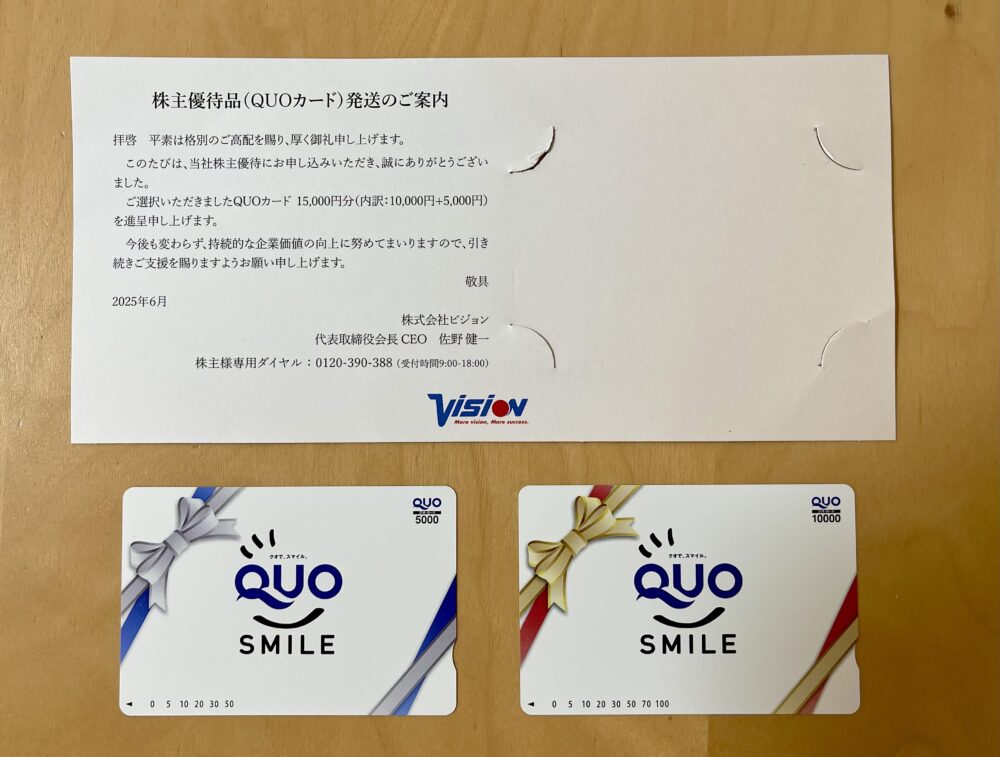 株主優待品（QUOカード）発送のご案内
拝啓　平素は格別のご高配を賜り、厚く御礼申し上げます。
このたびは、当社株主優待にお申し込みいただき、誠にありがとうござい
ました。
ご選択いただきましたQUOカード 15,000円分（内訳：10,000円+5,000円）
を進呈申し上げます。
今後も変わらず、持続的な企業価値の向上に努めてまいりますので、引き
続きご支援を賜りますようお願い申し上げます。
敬具
2025年6月
株式会社ビジョン
代表取締役会長 CEO　佐野 健一
株主様専用ダイヤル：0120-390-388（受付時間9:00-18:00）
VISION
More vision, More success.
QUO
クオ・カード
5000
クオで、スマイル。
QUO
SMILE
◄ 0 5 10 20 30 50
QUO
クオ・カード
10000
クオで、スマイル。
QUO
SMILE
◄ 0 5 10 20 30 50 70 100